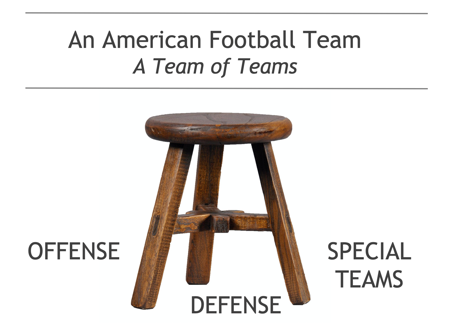 An American Football Team
A Team of Teams
OFFENSE
DEFENSE
SPECIAL
TEAMS